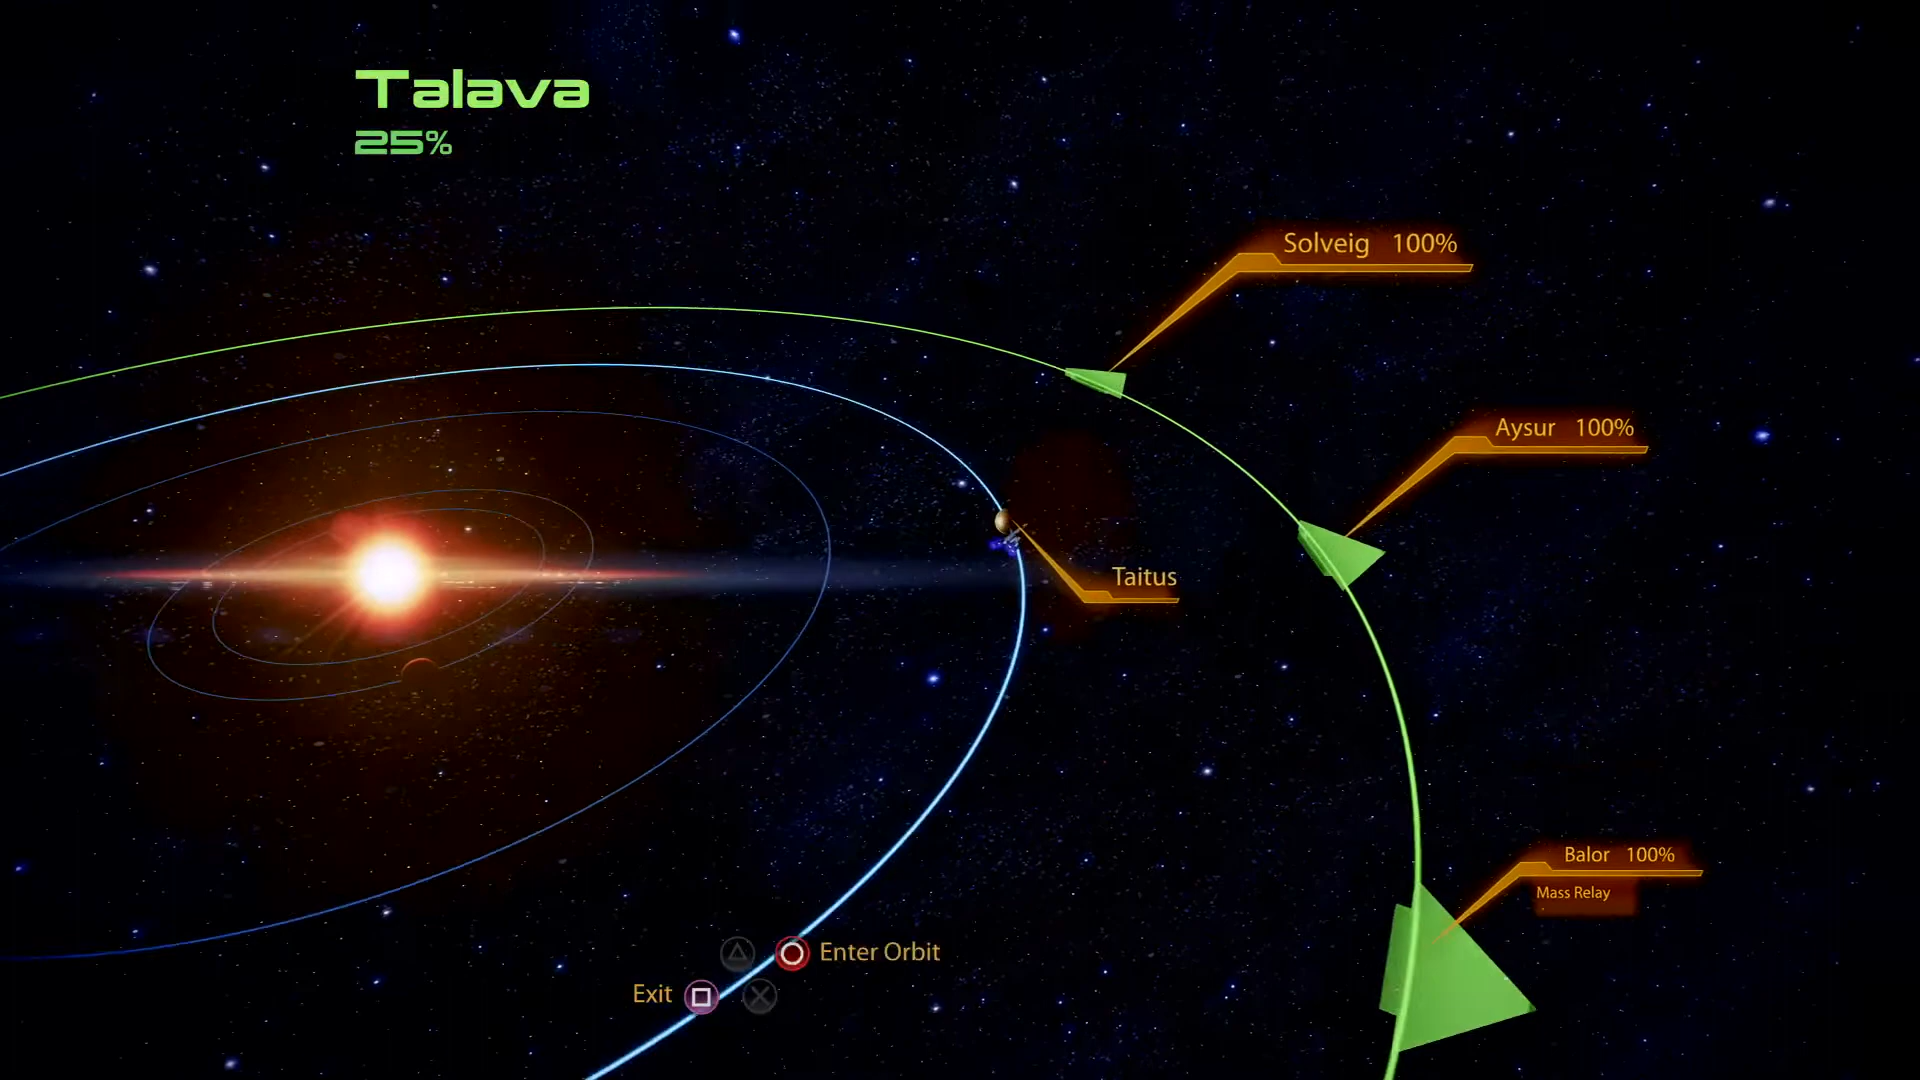 Talava
25%
Solveig 100%
Aysur 100%
Taitus
Balor 100%
Mass Relay
Enter Orbit
Exit